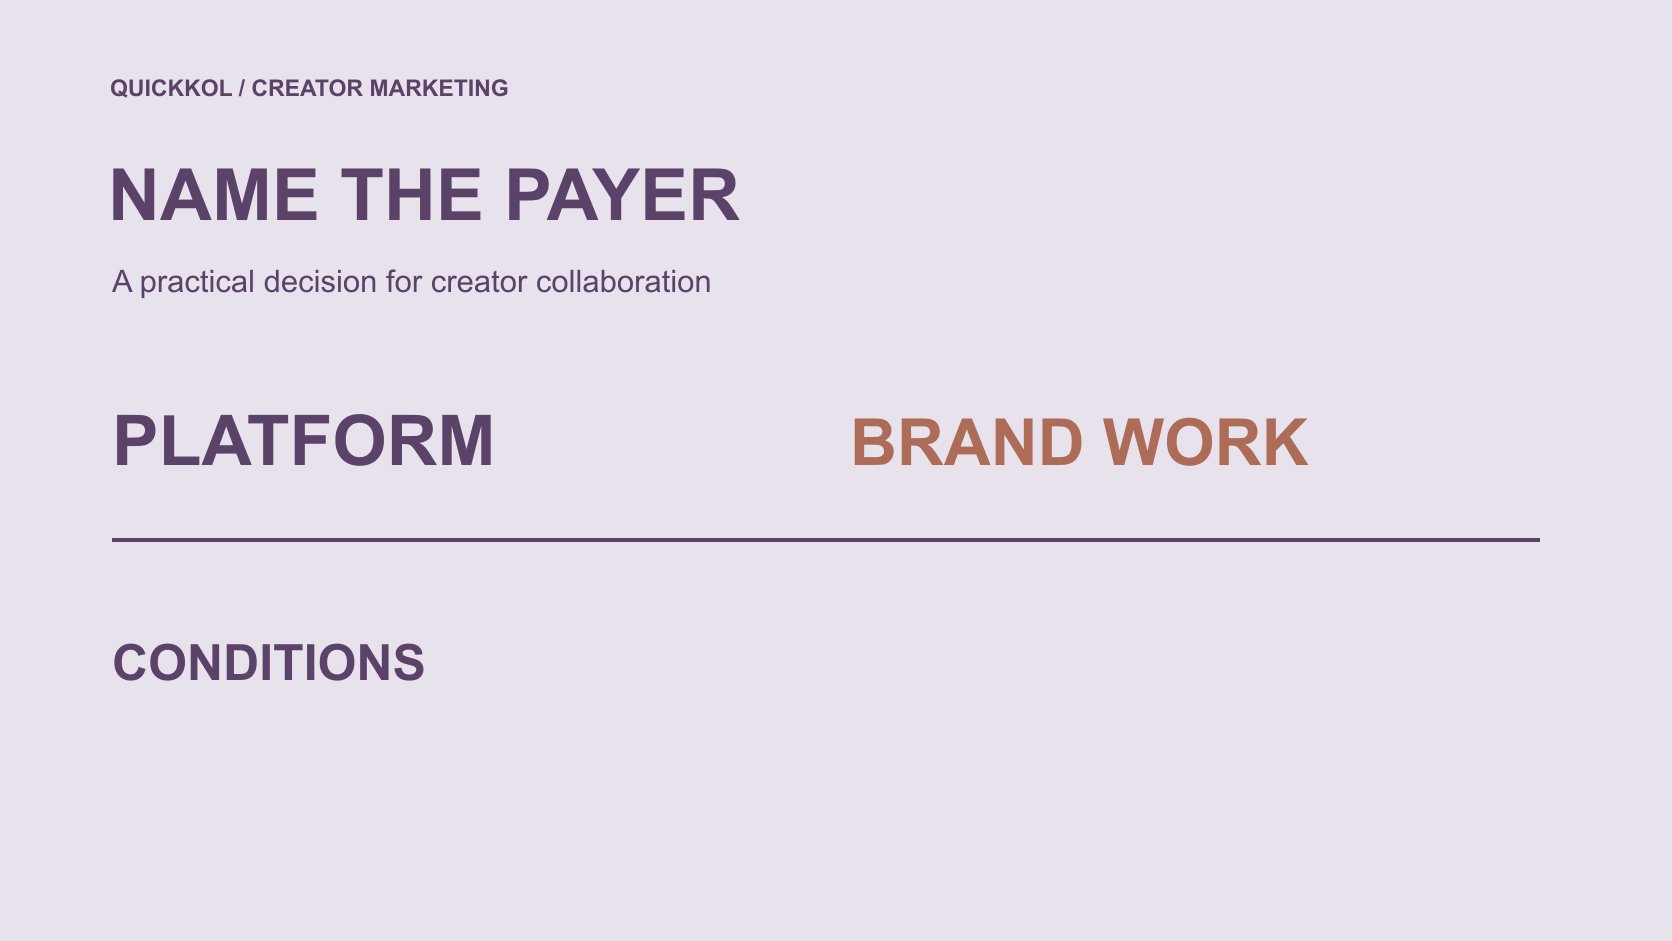 QUICKKOL / CREATOR MARKETING
NAME THE PAYER
A practical decision for creator collaboration
PLATFORM
BRAND WORK
CONDITIONS